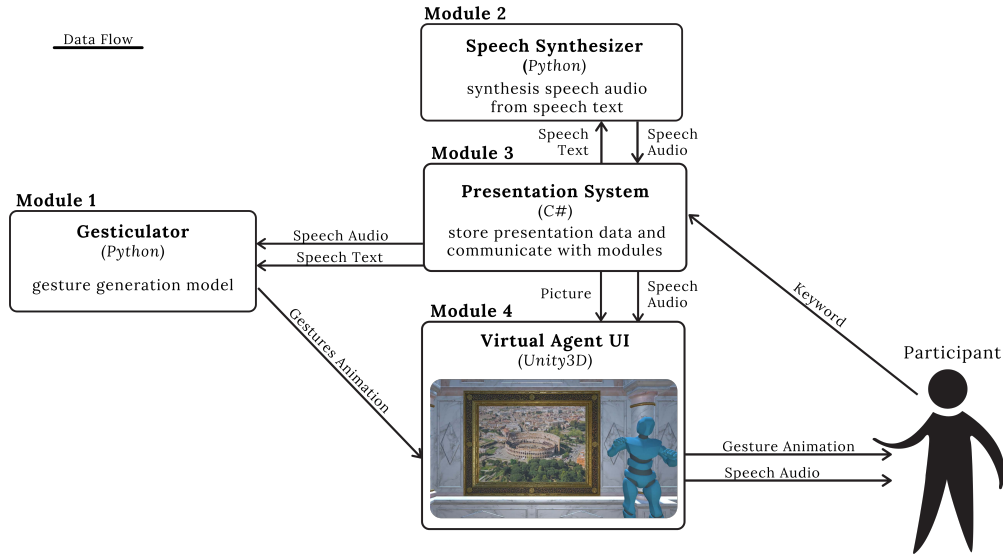 Data Flow
Module 2
Speech Synthesizer
(Python)
synthesis speech audio
from speech text
Speech
Text
Speech
Audio
Module 3
Presentation System
(C#)
store presentation data and
communicate with modules
Module 1
Gesticulator
(Python)
gesture generation model
Speech Audio
Speech Text
Picture
Speech
Audio
Keyword
Gestures Animation
Module 4
Virtual Agent UI
(Unity3D)
Participant
Gesture Animation
Speech Audio